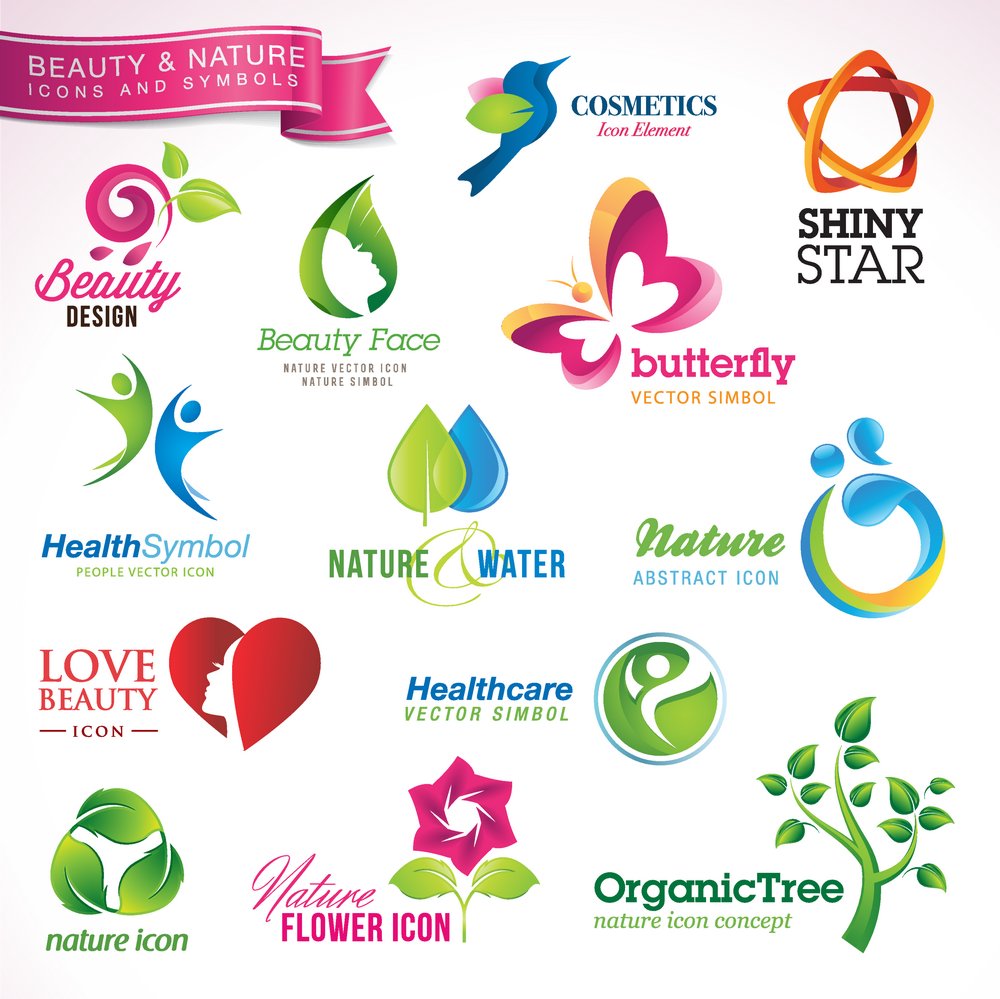 BEAUTY & NATURE
ICONS AND SYMBOLS
COSMETICS
Icon Element
SHINY
STAR
Beauty
DESIGN
Beauty Face
NATURE VECTOR ICON
NATURE SIMBOL
butterfly
VECTOR SIMBOL
HealthSymbol
PEOPLE VECTOR ICON
NATURE & WATER
Nature
ABSTRACT ICON
LOVE
BEAUTY
ICON
Healthcare
VECTOR SIMBOL
nature icon
Nature
FLOWER ICON
OrganicTree
nature icon concept